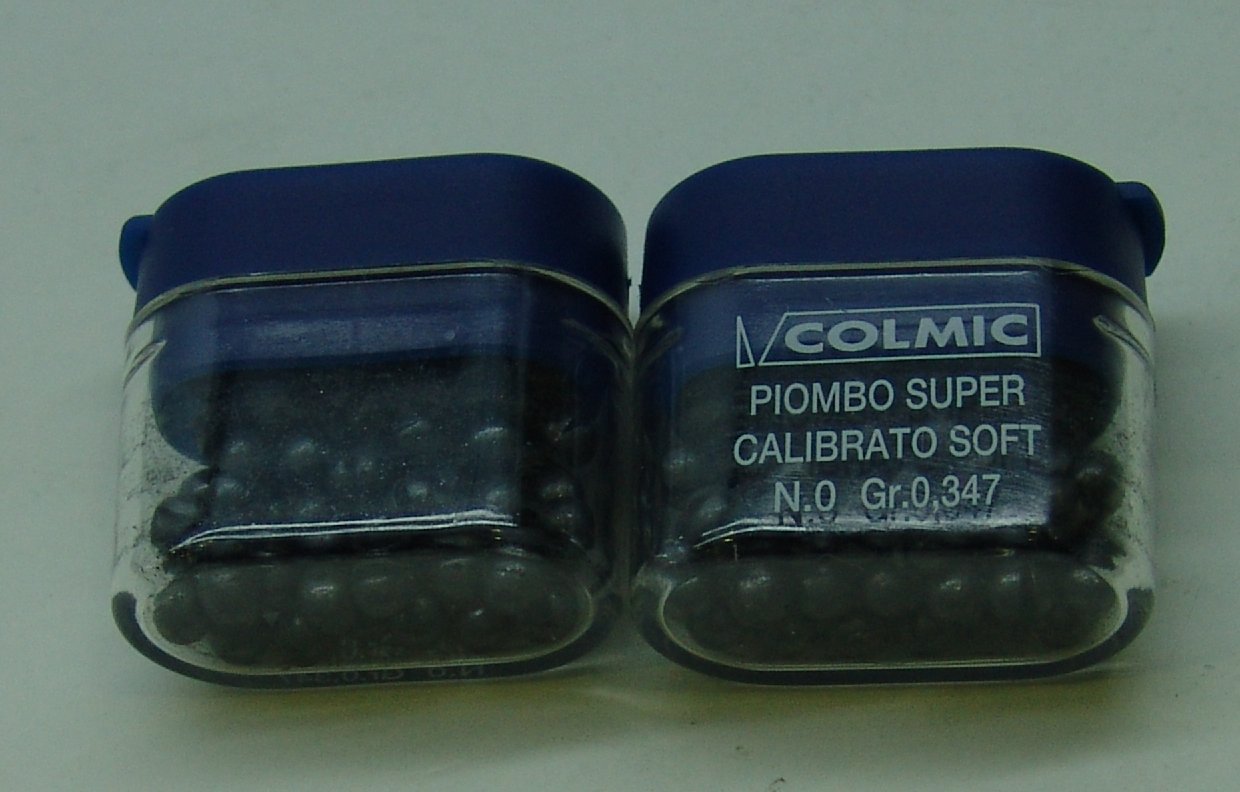 COLMIC
PIOMBO SUPER
CALIBRATO SOFT
N.0 Gr.0,347